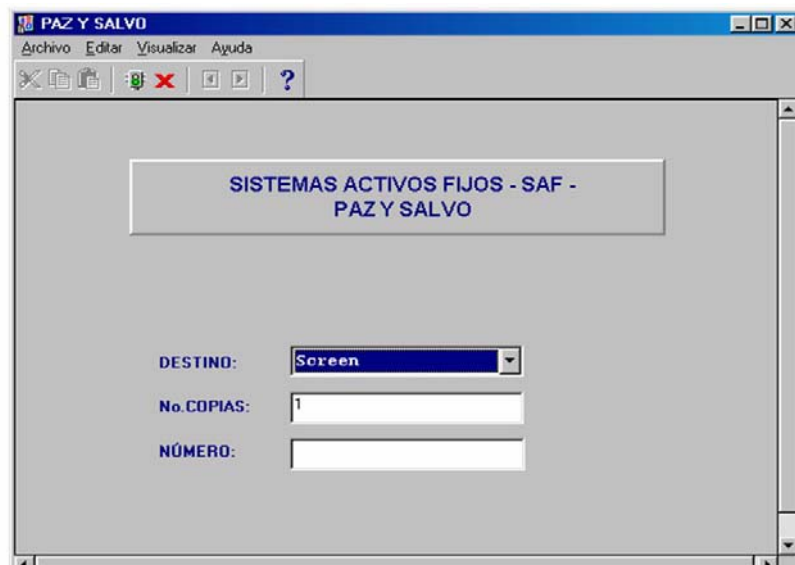 PAZ Y SALVO
Archivo Editar Visualizar Ayuda
?
SISTEMAS ACTIVOS FIJOS - SAF -
PAZ Y SALVO
DESTINO: Screen
No.COPIAS: 1
NÚMERO: